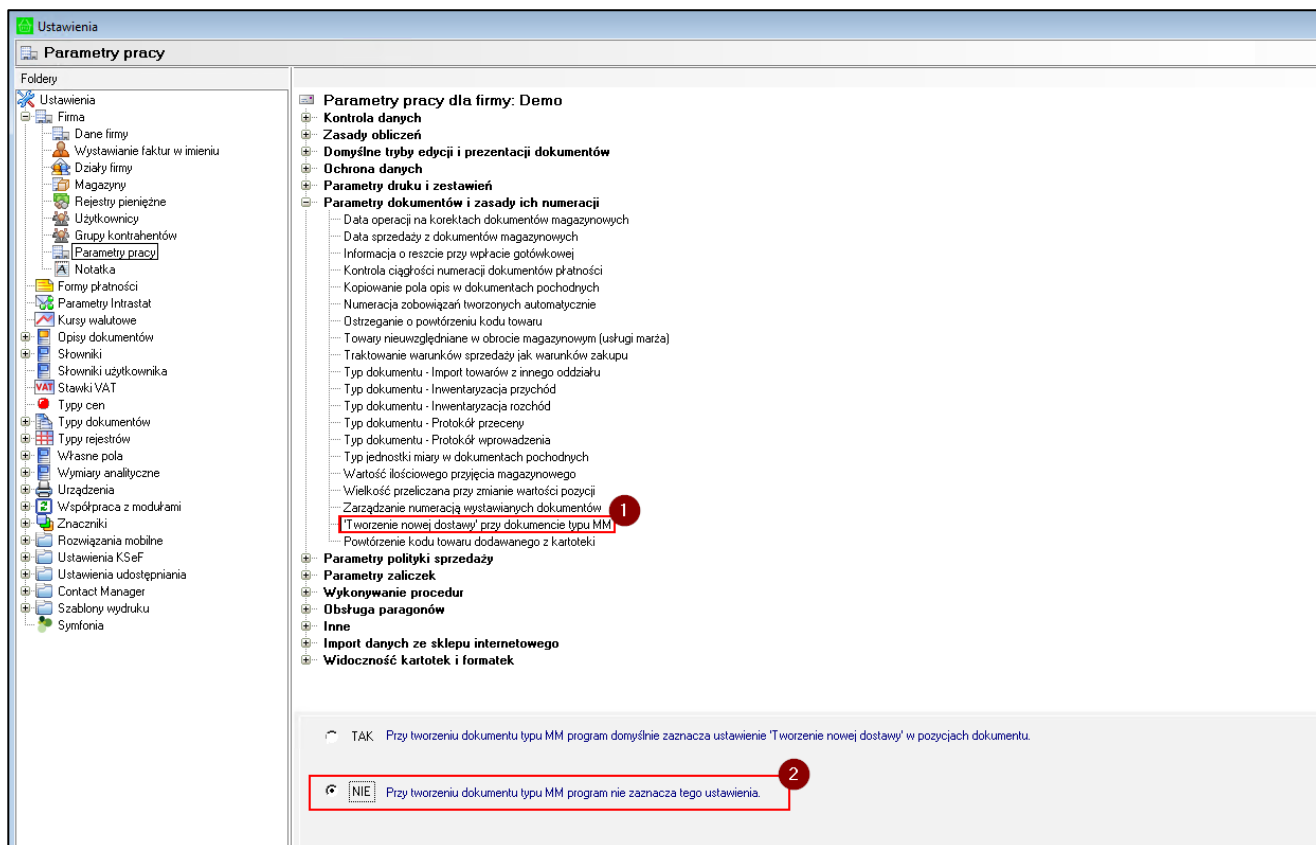 Ustawienia
Parametry pracy
Foldery
Ustawienia
Firma
Dane firmy
Wystawianie faktur w imieniu
Działy firmy
Magazyny
Rejestry pieniężne
Użytkownicy
Grupy kontrahentów
Parametry pracy
Notatka
Formy płatności
Parametry Intrastat
Kursy walutowe
Opisy dokumentów
Słowniki
Słowniki użytkownika
VAT Stawki VAT
Typy cen
Typy dokumentów
Typy rejestrów
Własne pola
Wymiary analityczne
Urządzenia
Współpraca z modułami
Znaczniki
Rozwiązania mobilne
Ustawienia KSeF
Ustawienia udostępniania
Contact Manager
Szablony wydruku
Symfonia
Parametry pracy dla firmy: Demo
Kontrola danych
Zasady obliczeń
Domyślne tryby edycji i prezentacji dokumentów
Ochrona danych
Parametry druku i zestawień
Parametry dokumentów i zasady ich numeracji
Data operacji na korektach dokumentów magazynowych
Data sprzedaży z dokumentów magazynowych
Informacja o reszcie przy wpłacie gotówkowej
Kontrola ciągłości numeracji dokumentów płatności
Kopiowanie pola opis w dokumentach pochodnych
Numeracja zobowiązań tworzonych automatycznie
Ostrzeganie o powtórzeniu kodu towaru
Towary nieuwzględniane w obrocie magazynowym (usługi marża)
Traktowanie warunków sprzedaży jak warunków zakupu
Typ dokumentu - Import towarów z innego oddziału
Typ dokumentu - Inwentaryzacja przychód
Typ dokumentu - Inwentaryzacja rozchód
Typ dokumentu - Protokół przeceny
Typ dokumentu - Protokół wprowadzenia
Typ jednostki miary w dokumentach pochodnych
Wartość ilościowego przyjęcia magazynowego
Wielkość przeliczana przy zmianie wartości pozycji
Zarządzanie numeracją wystawianych dokumentów
1
'Tworzenie nowej dostawy' przy dokumencie typu MM
Powtórzenie kodu towaru dodawanego z kartoteki
Parametry polityki sprzedaży
Parametry zaliczek
Wykonywanie procedur
Obsługa paragonów
Inne
Import danych ze sklepu internetowego
Widoczność kartotek i formatek
TAK Przy tworzeniu dokumentu typu MM program domyślnie zaznacza ustawienie 'Tworzenie nowej dostawy' w pozycjach dokumentu.
2
NIE Przy tworzeniu dokumentu typu MM program nie zaznacza tego ustawienia.